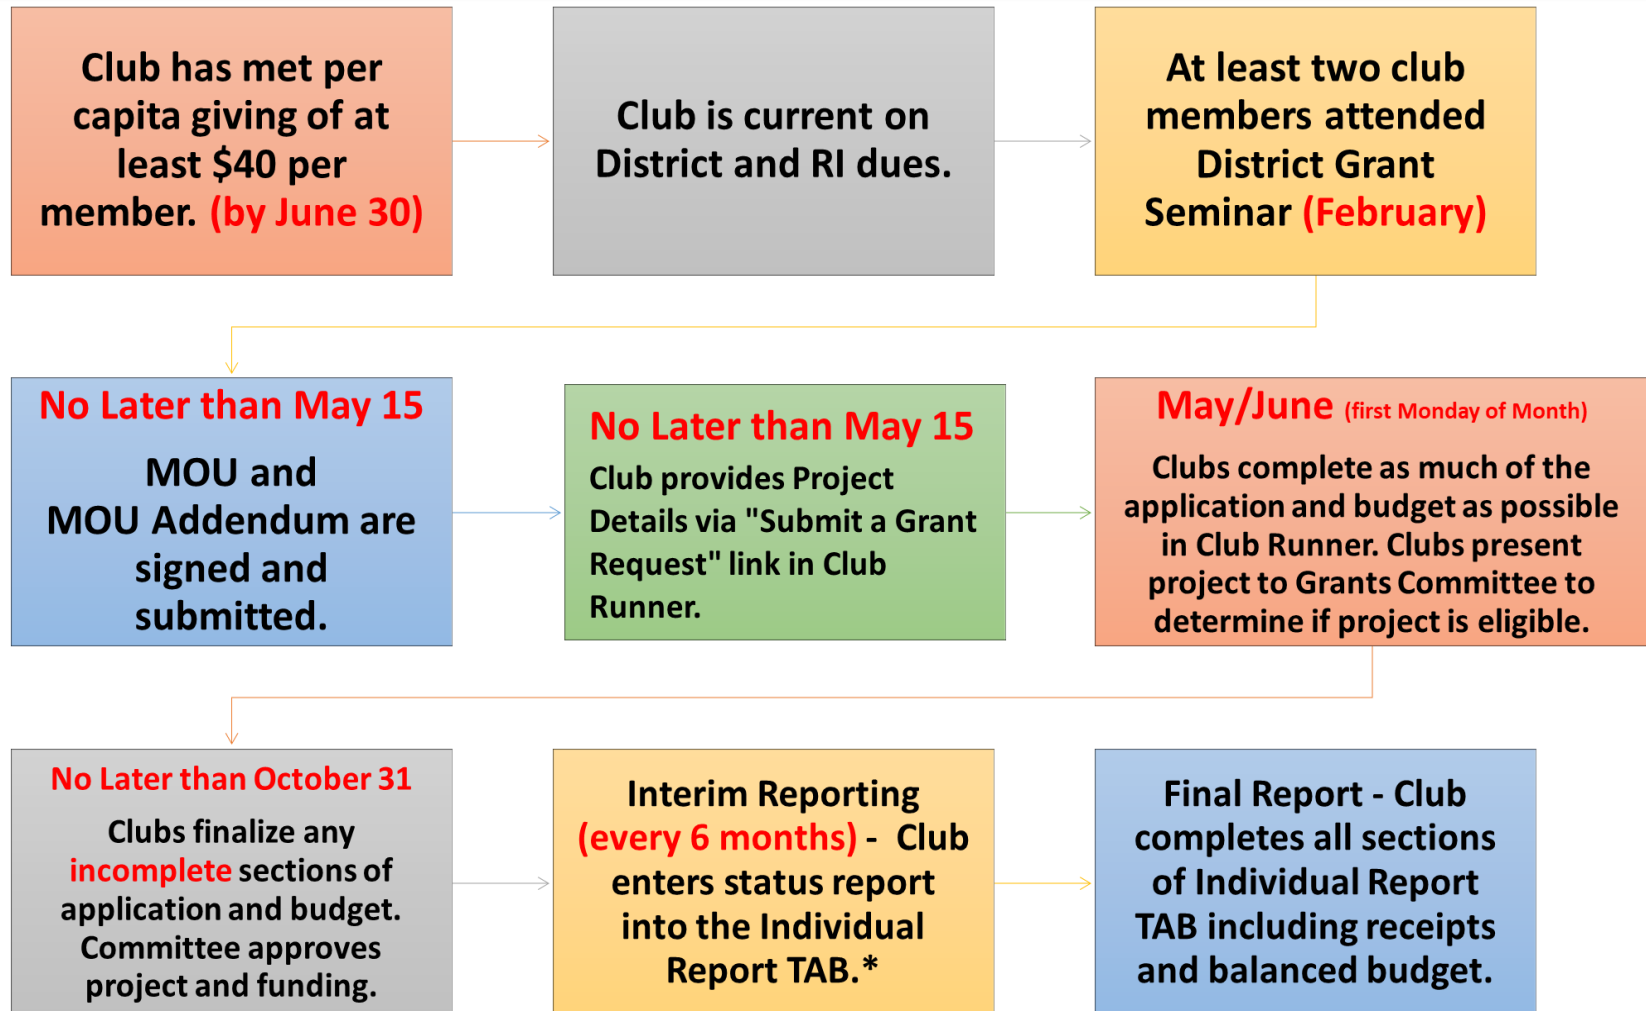 Club has met per
capita giving of at
least $40 per
member. (by June 30)
Club is current on
District and RI dues.
At least two club
members attended
District Grant
Seminar (February)
No Later than May 15
MOU and
MOU Addendum are
signed and
submitted.
No Later than May 15
Club provides Project
Details via "Submit a Grant
Request" link in Club
Runner.
May/June (first Monday of Month)
Clubs complete as much of the
application and budget as possible
in Club Runner. Clubs present
project to Grants Committee to
determine if project is eligible.
No Later than October 31
Clubs finalize any
incomplete sections of
application and budget.
Committee approves
project and funding.
Interim Reporting
(every 6 months) - Club
enters status report
into the Individual
Report TAB.*
Final Report - Club
completes all sections
of Individual Report
TAB including receipts
and balanced budget.